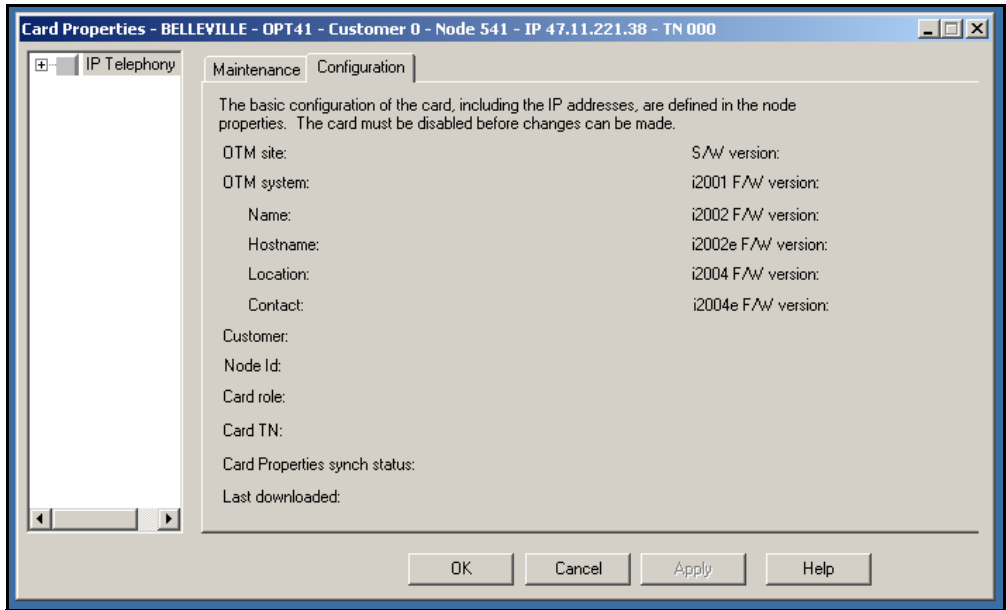 Card Properties - BELLEVILLE - OPT41 - Customer 0 - Node 541 - IP 47.11.221.38 - TN 000
IP Telephony
Maintenance Configuration
The basic configuration of the card, including the IP addresses, are defined in the node
properties. The card must be disabled before changes can be made.
OTM site: S/W version:
OTM system: i2001 F/W version:
Name: i2002 F/W version:
Hostname: i2002e F/W version:
Location: i2004 F/W version:
Contact: i2004e F/W version:
Customer:
Node Id:
Card role:
Card TN:
Card Properties synch status:
Last downloaded:
OK Cancel Apply Help